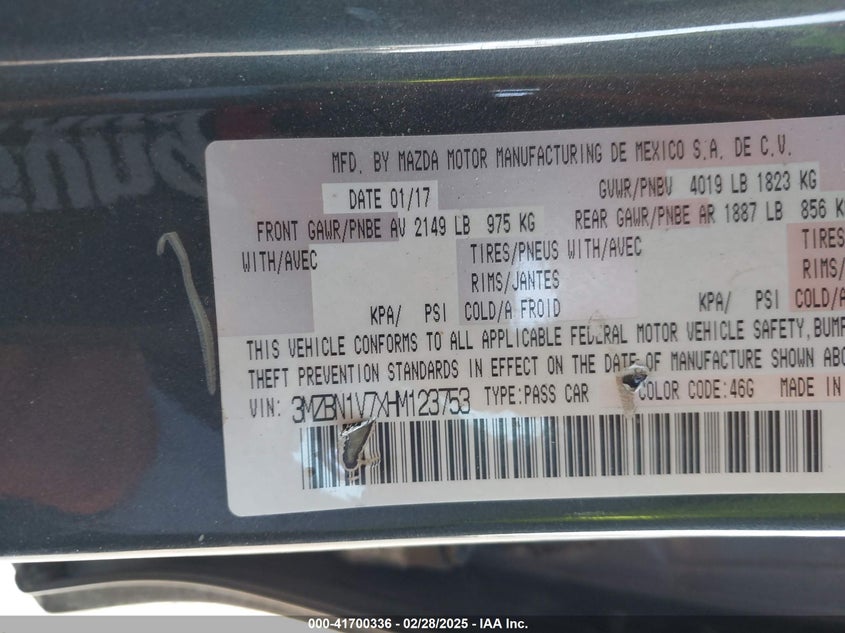 MFD. BY MAZDA MOTOR MANUFACTURING DE MEXICO S.A. DE C.V.
DATE 01/17 GVWR/PNBV 4019 LB 1823 KG
FRONT GAWR/PNBE AV 2149 LB 975 KG REAR GAWR/PNBE AR 1887 LB 856 K
WITH/AVEC TIRES/PNEUS WITH/AVEC TIRES
RIMS/JANTES RIMS/
KPA/ PSI COLD/A FROID KPA/ PSI COLD/A
THIS VEHICLE CONFORMS TO ALL APPLICABLE FEDERAL MOTOR VEHICLE SAFETY, BUMP
THEFT PREVENTION STANDARDS IN EFFECT ON THE DATE OF MANUFACTURE SHOWN ABO
VIN: 3MZBN1V7XHM123753 TYPE:PASS CAR COLOR CODE:46G MADE IN
000-41700336 - 02/28/2025 - IAA Inc.